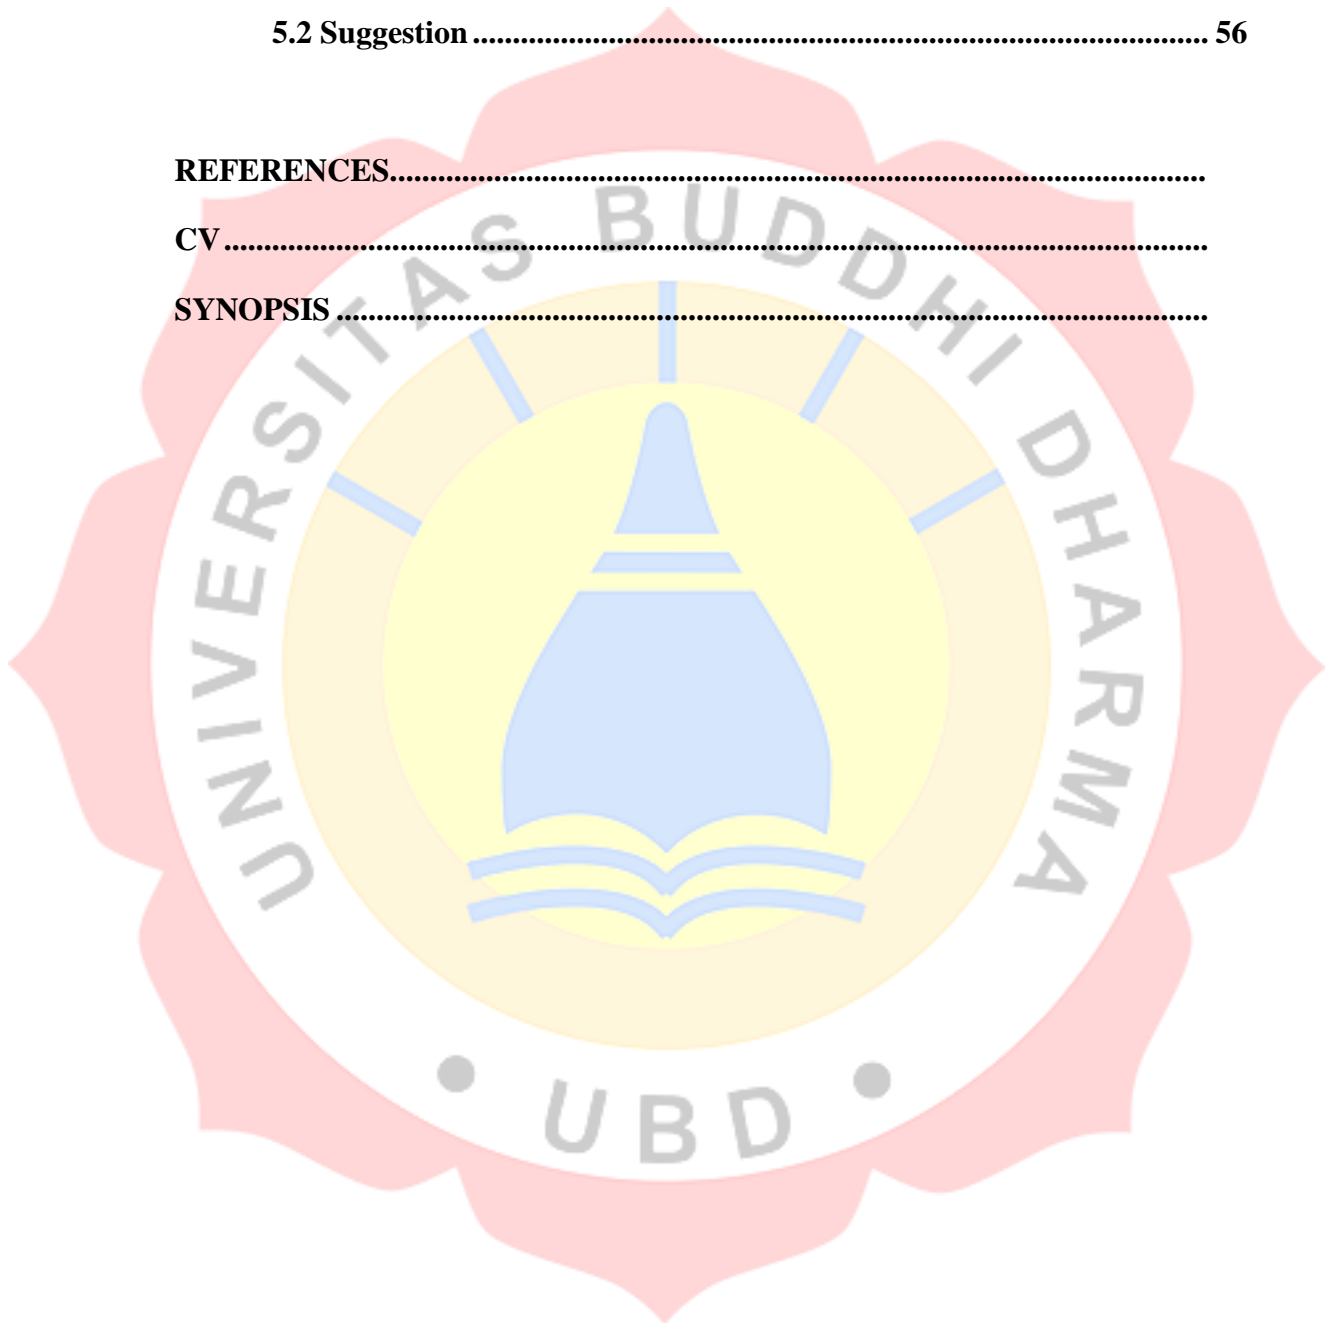 5.2 Suggestion........................................................................................... 56
REFERENCES.....................................................................................................
CV..........................................................................................................................
SYNOPSIS............................................................................................................
UNIVERSITAS BUDDHI DHARMA
• UBD •